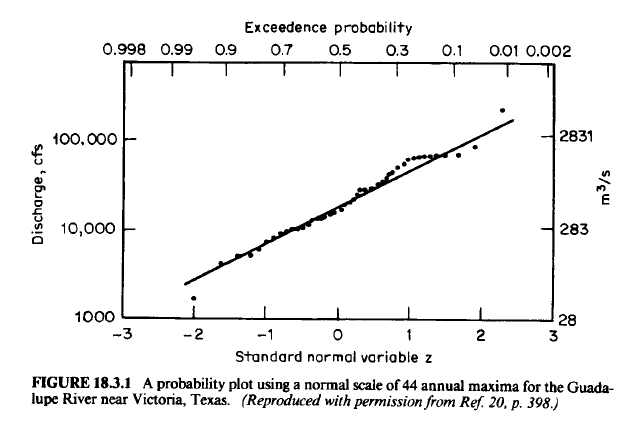 Exceedence probability
0.998 0.99 0.9 0.7 0.5 0.3 0.1 0.01 0.002
Discharge, cfs
100.000
10,000
1000
2831
283
28
m³/s
-3 -2 -1 0 1 2 3
Standard normal variable z
FIGURE 18.3.1 A probability plot using a normal scale of 44 annual maxima for the Guada-
lupe River near Victoria, Texas. (Reproduced with permission from Ref. 20, p. 398.)